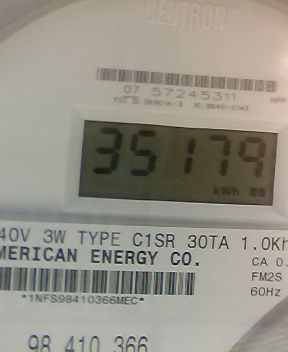 CENTRON®
07 57245311
35179
kWh
40V 3W TYPE C1SR 30TA 1.0Kh
MERICAN ENERGY CO.
CA 0.
FM2S
60Hz
*1NFS98410366MEC*
98 410 366